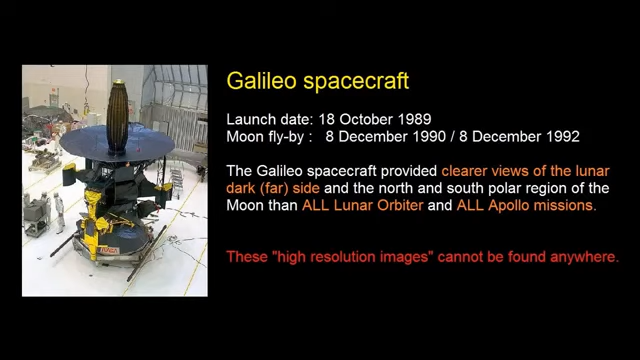 Galileo spacecraft
Launch date: 18 October 1989
Moon fly-by : 8 December 1990 / 8 December 1992
The Galileo spacecraft provided clearer views of the lunar
dark (far) side and the north and south polar region of the
Moon than ALL Lunar Orbiter and ALL Apollo missions.
These "high resolution images" cannot be found anywhere.